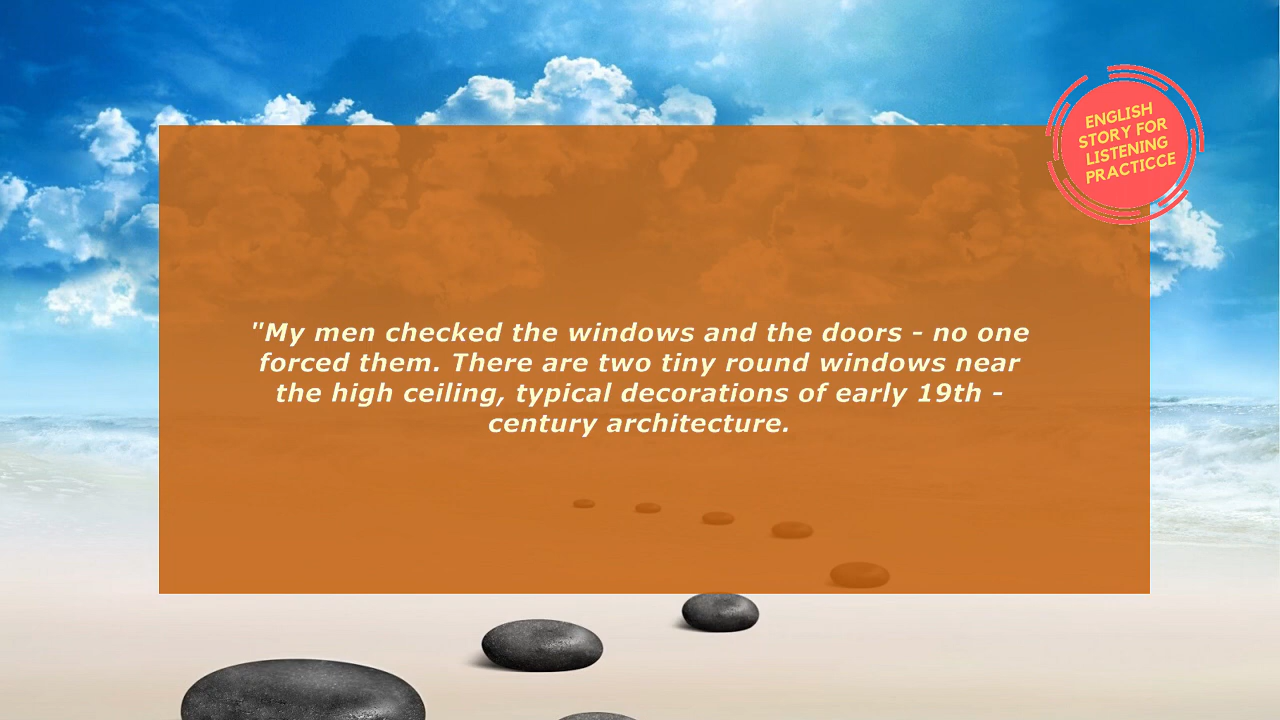 ENGLISH
STORY FOR
LISTENING
PRACTICCE
"My men checked the windows and the doors - no one
forced them. There are two tiny round windows near
the high ceiling, typical decorations of early 19th -
century architecture.